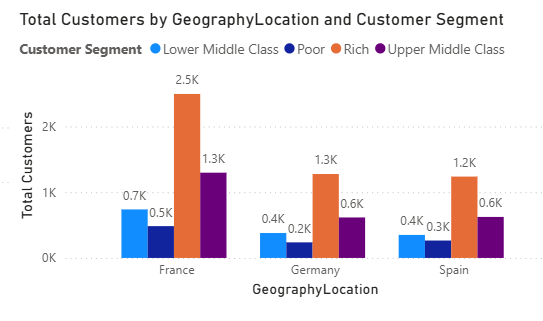 Total Customers by GeographyLocation and Customer Segment
Customer Segment Lower Middle Class Poor Rich Upper Middle Class
Total Customers
2K
1K
0K
0.7K 0.5K 2.5K 1.3K
0.4K 0.2K 1.3K 0.6K
0.4K 0.3K 1.2K 0.6K
France Germany Spain
GeographyLocation